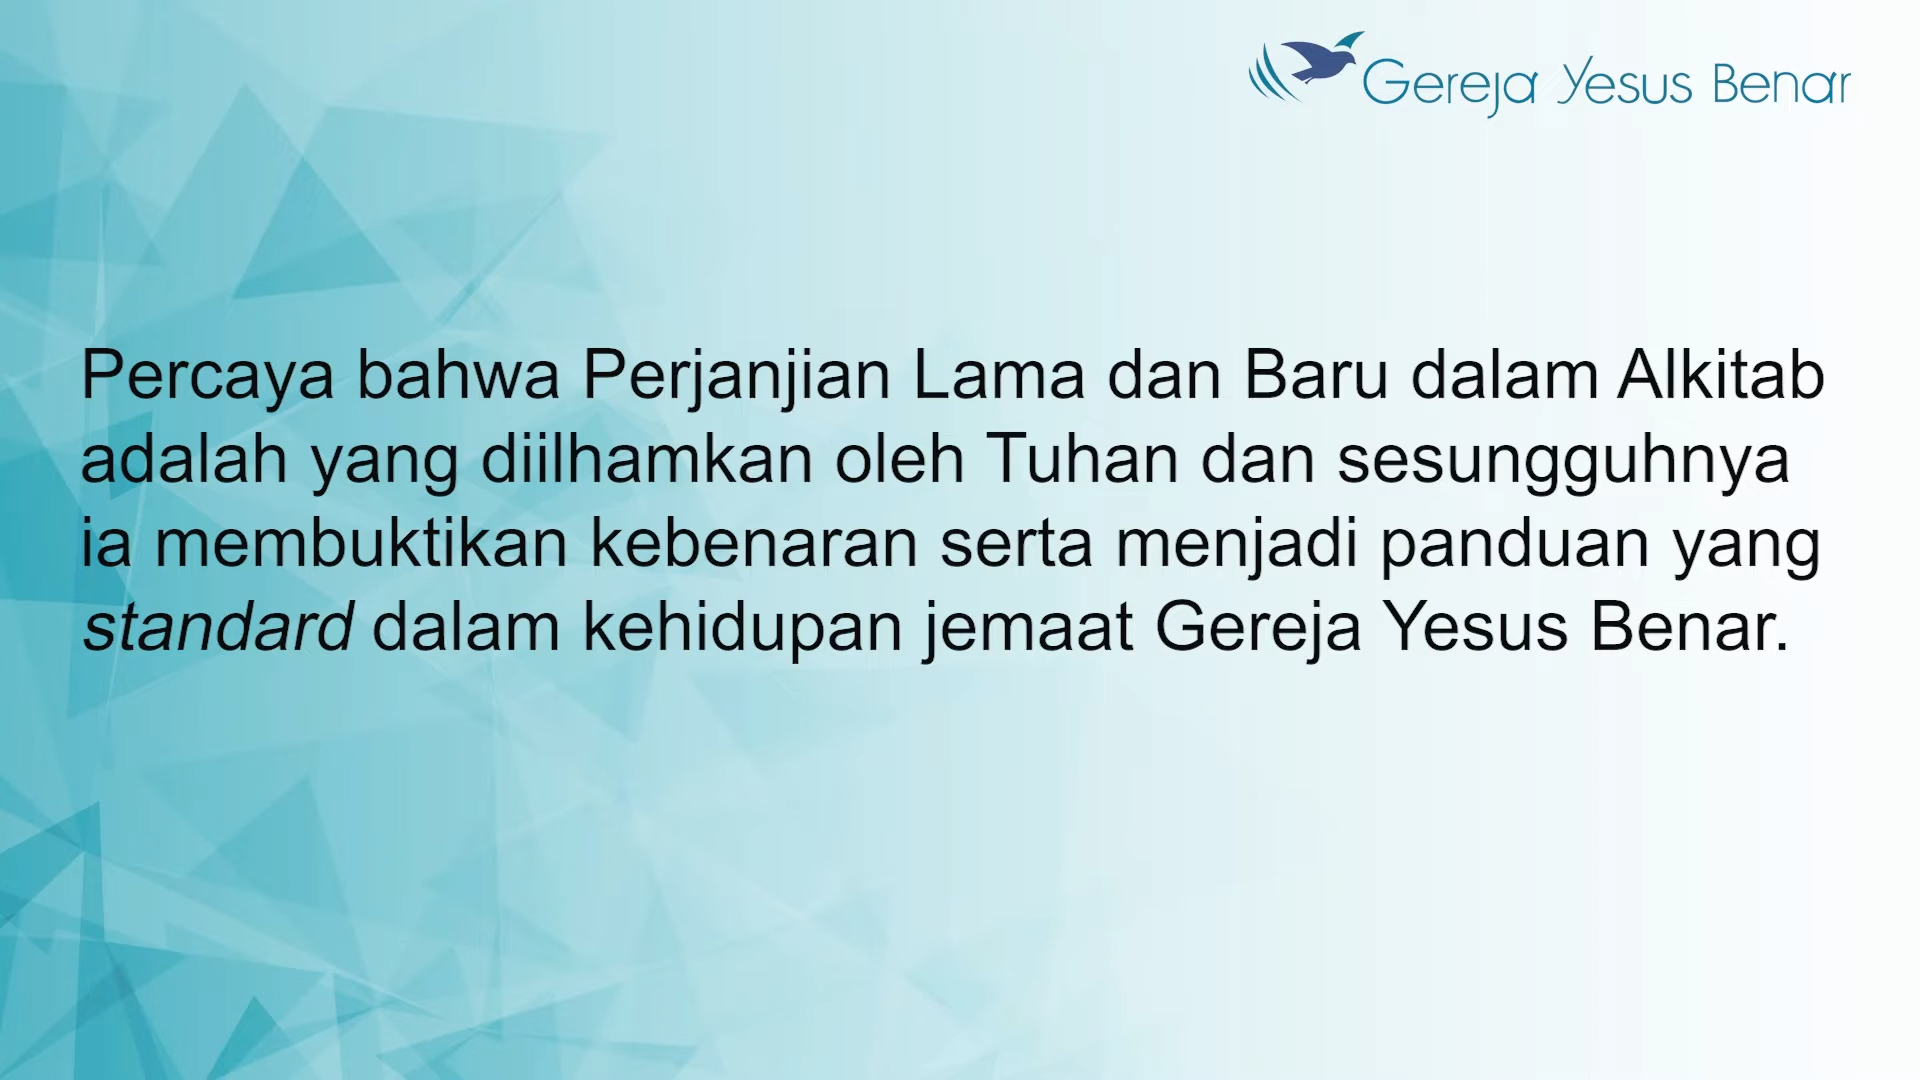 Gereja Yesus Benar
Percaya bahwa Perjanjian Lama dan Baru dalam Alkitab
adalah yang diilhamkan oleh Tuhan dan sesungguhnya
ia membuktikan kebenaran serta menjadi panduan yang
standard dalam kehidupan jemaat Gereja Yesus Benar.